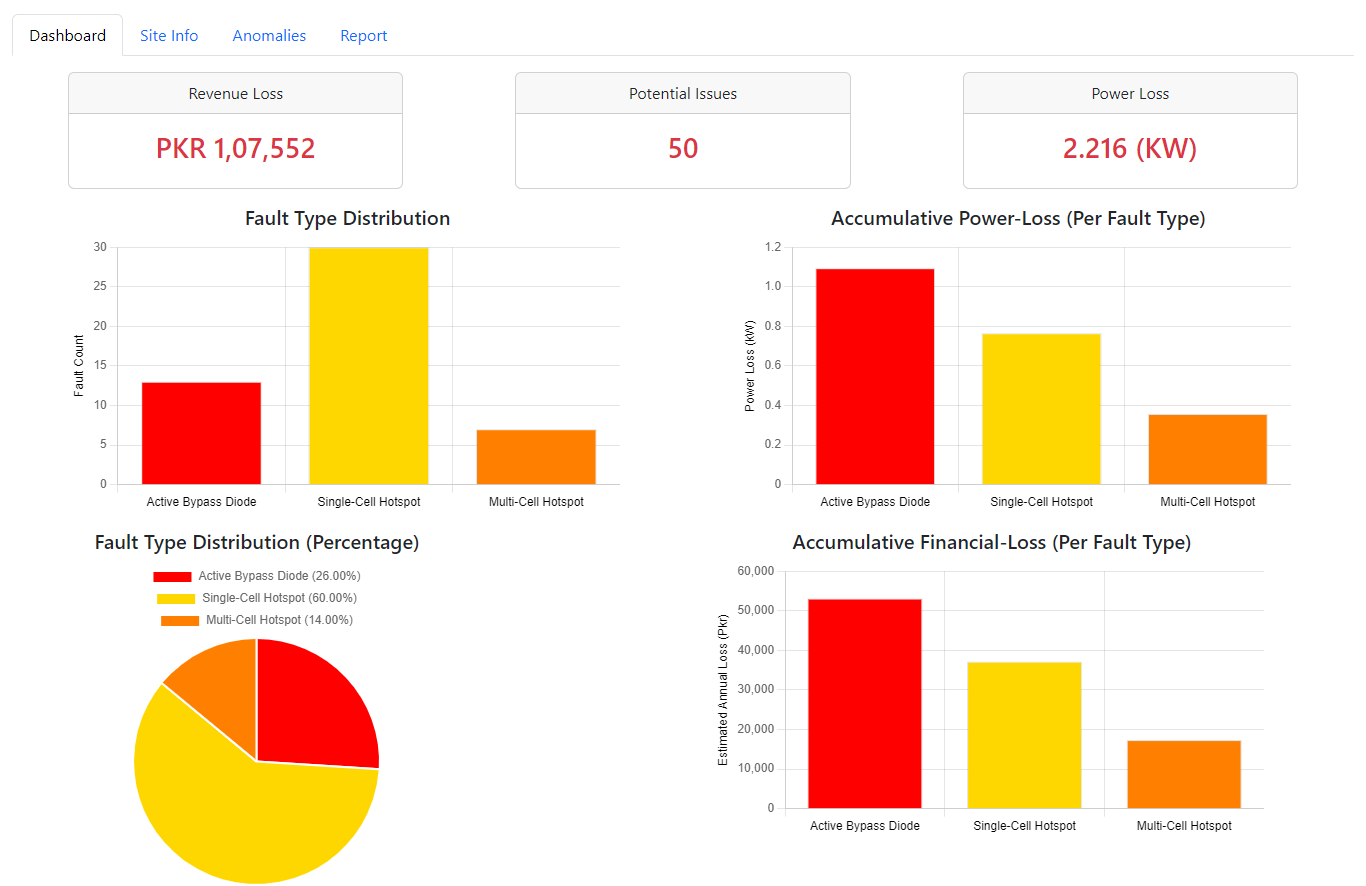 Dashboard Site Info Anomalies Report
Revenue Loss
PKR 1,07,552
Potential Issues
50
Power Loss
2.216 (KW)
Fault Type Distribution
30
25
20
15
10
5
0
Fault Count
Active Bypass Diode Single-Cell Hotspot Multi-Cell Hotspot
Accumulative Power-Loss (Per Fault Type)
1.2
1.0
0.8
0.6
0.4
0.2
0
Power Loss (kW)
Active Bypass Diode Single-Cell Hotspot Multi-Cell Hotspot
Fault Type Distribution (Percentage)
Active Bypass Diode (26.00%)
Single-Cell Hotspot (60.00%)
Multi-Cell Hotspot (14.00%)
Accumulative Financial-Loss (Per Fault Type)
60,000
50,000
40,000
30,000
20,000
10,000
0
Estimated Annual Loss (Pkr)
Active Bypass Diode Single-Cell Hotspot Multi-Cell Hotspot